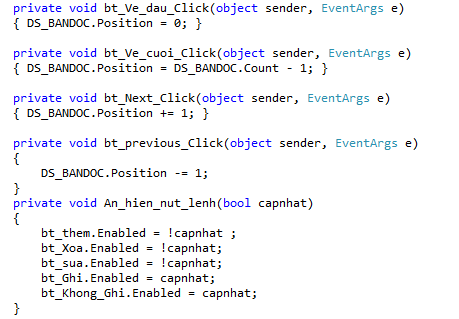 private void bt_Ve_dau_Click(object sender, EventArgs e)
{ DS_BANDOC.Position = 0; }
private void bt_Ve_cuoi_Click(object sender, EventArgs e)
{ DS_BANDOC.Position = DS_BANDOC.Count - 1; }
private void bt_Next_Click(object sender, EventArgs e)
{ DS_BANDOC.Position += 1; }
private void bt_previous_Click(object sender, EventArgs e)
{
    DS_BANDOC.Position -= 1;
}
private void An_hien_nut_lenh(bool capnhat)
{
    bt_them.Enabled = !capnhat ;
    bt_Xoa.Enabled = !capnhat;
    bt_sua.Enabled = !capnhat;
    bt_Ghi.Enabled = capnhat;
    bt_Khong_Ghi.Enabled = capnhat;
}